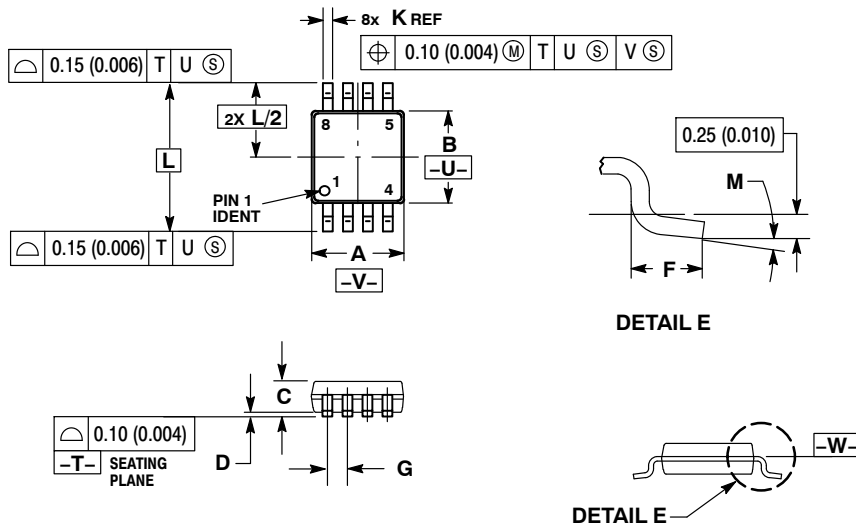 8x K REF
0.10 (0.004) Ⓜ T U Ⓢ V Ⓢ
0.15 (0.006) T U Ⓢ
2X L/2
L
8 5
B
–U–
1 4
PIN 1
IDENT
0.15 (0.006) T U Ⓢ
A
–V–
0.25 (0.010)
M
F
DETAIL E
C
0.10 (0.004)
–T– SEATING
PLANE
D
G
–W–
DETAIL E